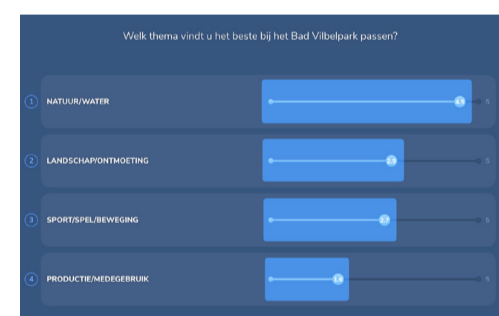 Welk thema vindt u het beste bij het Bad Vilbelpark passen?
1 NATUUR/WATER 5
2 LANDSCHAP/ONTMOETING 5
3 SPORT/SPEL/BEWEGING 5
4 PRODUCTIE/MEDEGEBRUIK 5